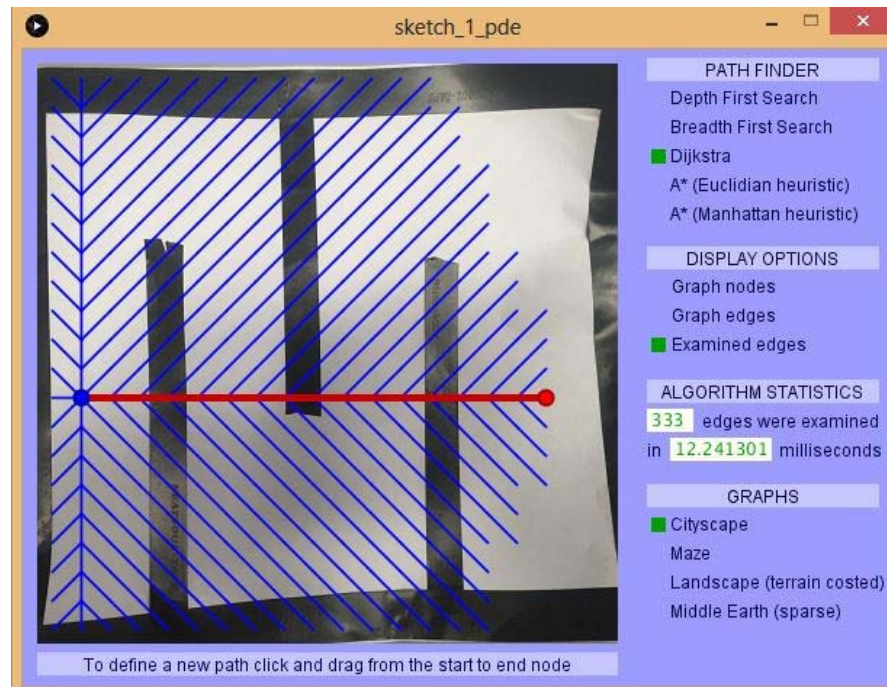 sketch_1_pde
PATH FINDER
Depth First Search
Breadth First Search
Dijkstra
A* (Euclidian heuristic)
A* (Manhattan heuristic)
DISPLAY OPTIONS
Graph nodes
Graph edges
Examined edges
ALGORITHM STATISTICS
333 edges were examined
in 12.241301 milliseconds
GRAPHS
Cityscape
Maze
Landscape (terrain costed)
Middle Earth (sparse)
To define a new path click and drag from the start to end node